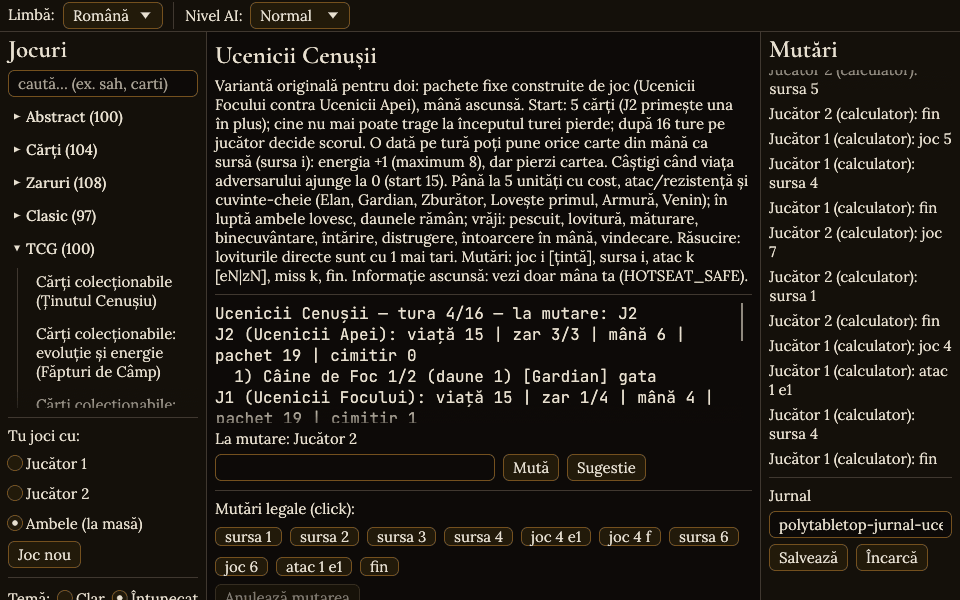 Limbă: Română ▼ Nivel AI: Normal ▼
Jocuri
caută... (ex. sah, carti)
▸ Abstract (100)
▸ Cărți (104)
▸ Zaruri (108)
▸ Clasic (97)
▾ TCG (100)
Cărți colecționabile
(Ținutul Cenușiu)
Cărți colecționabile:
evoluție și energie
(Făpturi de Câmp)
Cărți colecționabile:
Tu joci cu:
Jucător 1
Jucător 2
Ambele (la masă)
Joc nou
Temă: Clar Întunecat
Ucenicii Cenușii
Variantă originală pentru doi: pachete fixe construite de joc (Ucenicii
Focului contra Ucenicii Apei), mână ascunsă. Start: 5 cărți (J2 primește una
în plus); cine nu mai poate trage la începutul turei pierde; după 16 ture pe
jucător decide scorul. O dată pe tură poți pune orice carte din mână ca
sursă (sursa i): energia +1 (maximum 8), dar pierzi cartea. Câștigi când viața
adversarului ajunge la 0 (start 15). Până la 5 unități cu cost, atac/rezistență și
cuvinte-cheie (Elan, Gardian, Zburător, Lovește primul, Armură, Venin); în
luptă ambele lovesc, daunele rămân; vrăji: pescuit, lovitură, măturare,
binecuvântare, întărire, distrugere, întoarcere în mână, vindecare. Răsucire:
loviturile directe sunt cu 1 mai tari. Mutări: joc i [țintă], sursa i, atac k
[eN|zN], miss k, fin. Informație ascunsă: vezi doar mâna ta (HOTSEAT_SAFE).
Ucenicii Cenușii — tura 4/16 — la mutare: J2
J2 (Ucenicii Apei): viață 15 | zar 3/3 | mână 6 |
pachet 19 | cimitir 0
1) Câine de Foc 1/2 (daune 1) [Gardian] gata
J1 (Ucenicii Focului): viață 15 | zar 1/4 | mână 4 |
pachet 19 | cimitir 1
La mutare: Jucător 2
Mută Sugestie
Mutări legale (click):
sursa 1 sursa 2 sursa 3 sursa 4 joc 4 e1 joc 4 f sursa 6
joc 6 atac 1 e1 fin
Anulează mutarea
Mutări
Jucător 2 (calculator):
sursa 5
Jucător 2 (calculator): fin
Jucător 1 (calculator): joc 5
Jucător 1 (calculator):
sursa 4
Jucător 1 (calculator): fin
Jucător 2 (calculator): joc
7
Jucător 2 (calculator):
sursa 1
Jucător 2 (calculator): fin
Jucător 1 (calculator): joc 4
Jucător 1 (calculator): atac
1 e1
Jucător 1 (calculator):
sursa 4
Jucător 1 (calculator): fin
Jurnal
polytabletop-jurnal-uce
Salvează Încarcă